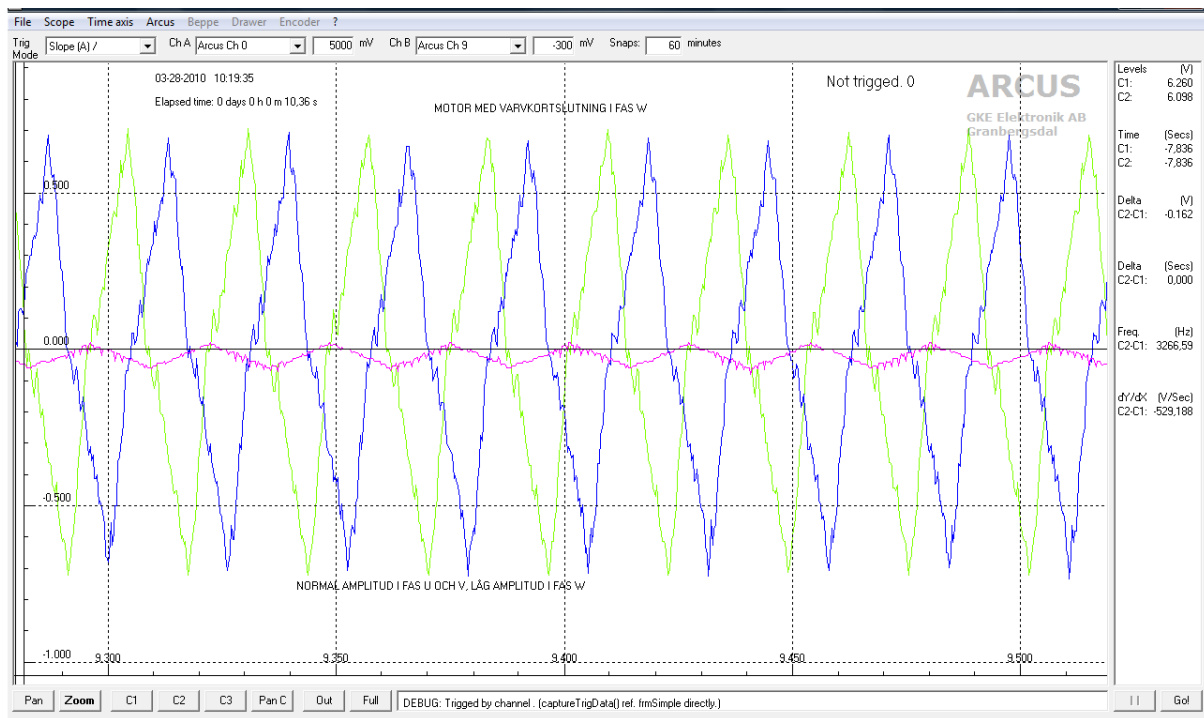 File Scope Time axis Arcus Beppe Drawer Encoder ?
Trig Mode Slope (A) / Ch A Arcus Ch 0 5000 mV Ch B Arcus Ch 9 -300 mV Snaps: 60 minutes
03-28-2010 10:19:35
Not trigged. 0
ARCUS
Elapsed time: 0 days 0 h 0 m 10,36 s
MOTOR MED VARVKORTSLUTNING I FAS W
GKE Elektronik AB
Granbergsdal
0.500
0.000
-0.500
NORMAL AMPLITUD I FAS U OCH V, LÅG AMPLITUD I FAS W
-1.000
9.300 9.350 9.400 9.450 9.500
Levels (V)
C1: 6.260
C2: 6.098
Time (Secs)
C1: -7,836
C2: -7,836
Delta (V)
C2-C1: -0.162
Delta (Secs)
C2-C1: 0,000
Freq. (Hz)
C2-C1: 3266,59
dY/dX (V/Sec)
C2-C1: -529,188
Pan Zoom C1 C2 C3 Pan C Out Full DEBUG: Trigged by channel . (captureTrigData() ref. frmSimple directly.) | | Go!